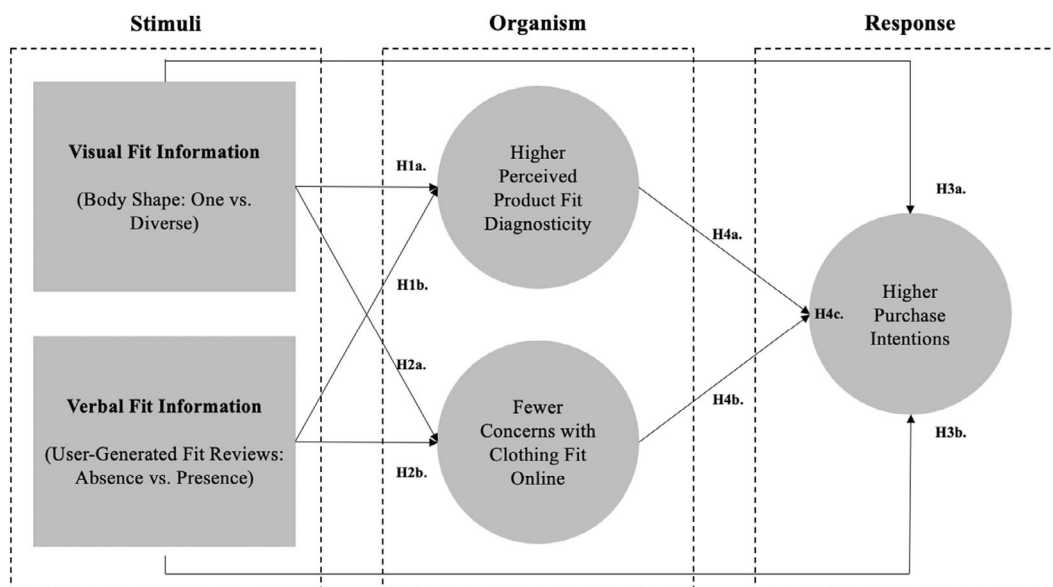 Stimuli
Organism
Response
Visual Fit Information
(Body Shape: One vs.
Diverse)
Verbal Fit Information
(User-Generated Fit Reviews:
Absence vs. Presence)
H1a.
H1b.
H2a.
H2b.
Higher
Perceived
Product Fit
Diagnosticity
Fewer
Concerns with
Clothing Fit
Online
H4a.
H4b.
H4c.
H3a.
Higher
Purchase
Intentions
H3b.